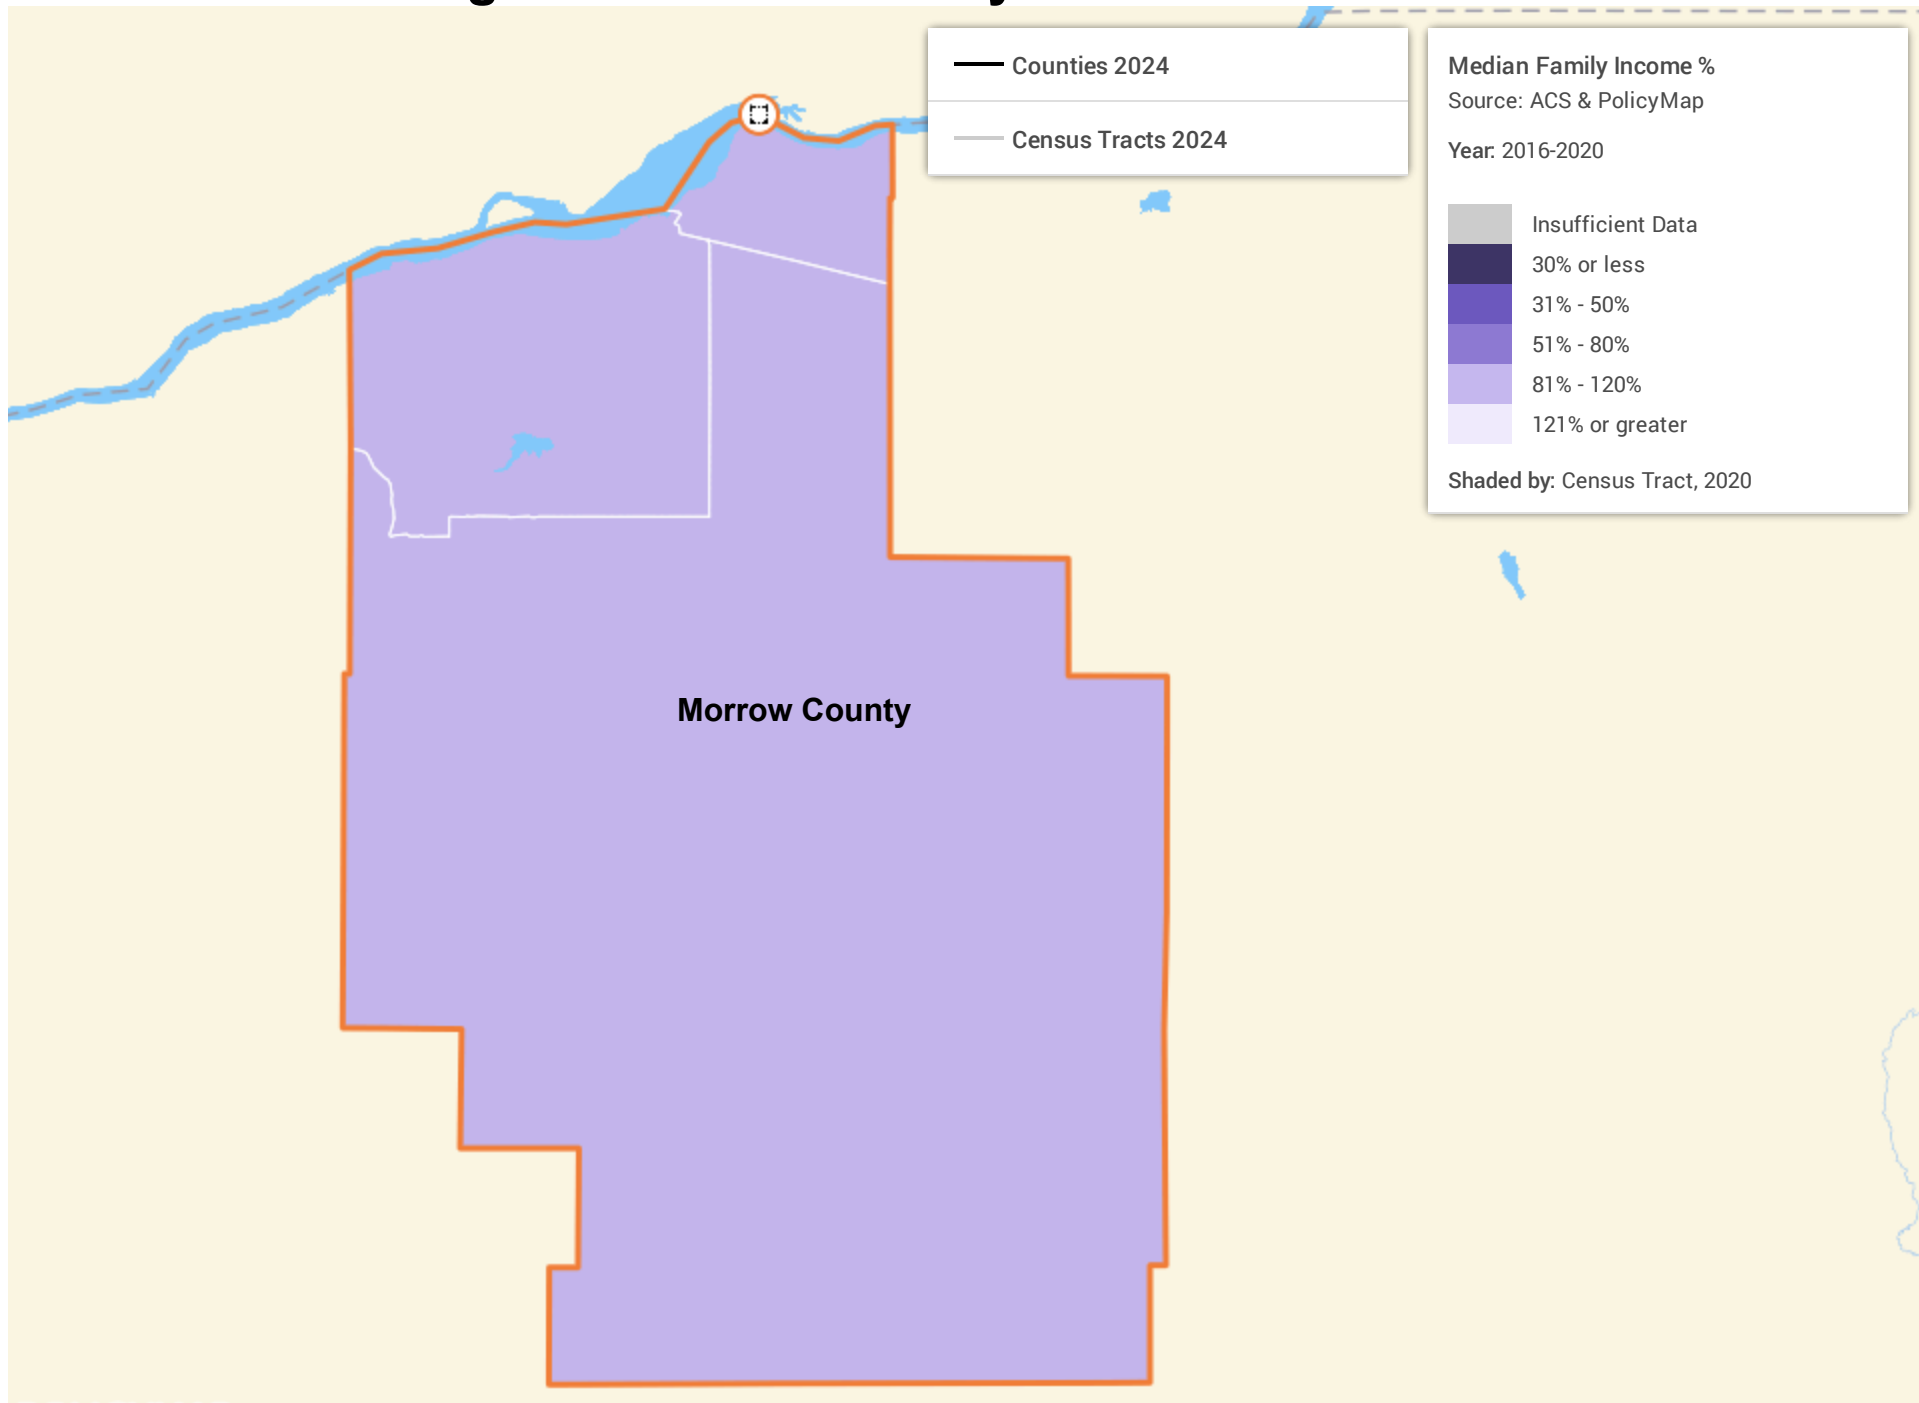 Counties 2024
Census Tracts 2024
Median Family Income %
Source: ACS & PolicyMap
Year: 2016-2020
Insufficient Data
30% or less
31% - 50%
51% - 80%
81% - 120%
121% or greater
Shaded by: Census Tract, 2020
Morrow County